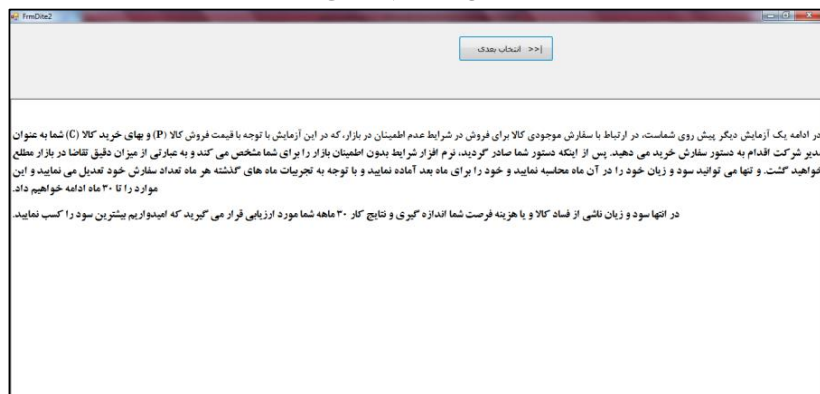 FrmDite2
انتخاب بعدی >>|
در ادامه یک آزمایش دیگر پیش روی شماست، در ارتباط با سفارش موجودی کالا برای فروش در شرایط عدم اطمینان در بازار، که در این آزمایش با توجه با قیمت فروش کالا (P) و بهای خرید کالا (C) شما به عنوان
مدیر شرکت اقدام به دستور سفارش خرید می دهید. پس از اینکه دستور شما صادر گردید، نرم افزار شرایط بدون اطمینان بازار را برای شما مشخص می کند و به عبارتی از میزان دقیق تقاضا در بازار مطلع
خواهید گشت. و تنها می توانید سود و زیان خود را در آن ماه محاسبه نمایید و خود را برای ماه بعد آماده نمایید و با توجه به تجربیات ماه های گذشته هر ماه تعداد سفارش خود تعدیل می نمایید و این
موارد را تا ۳۰ ماه ادامه خواهیم داد.
در انتها سود و زیان ناشی از فساد کالا و یا هزینه فرصت شما اندازه گیری و نتایج کار ۳۰ ماهه شما مورد ارزیابی قرار می گیرید که امیدواریم بیشترین سود را کسب نمایید.